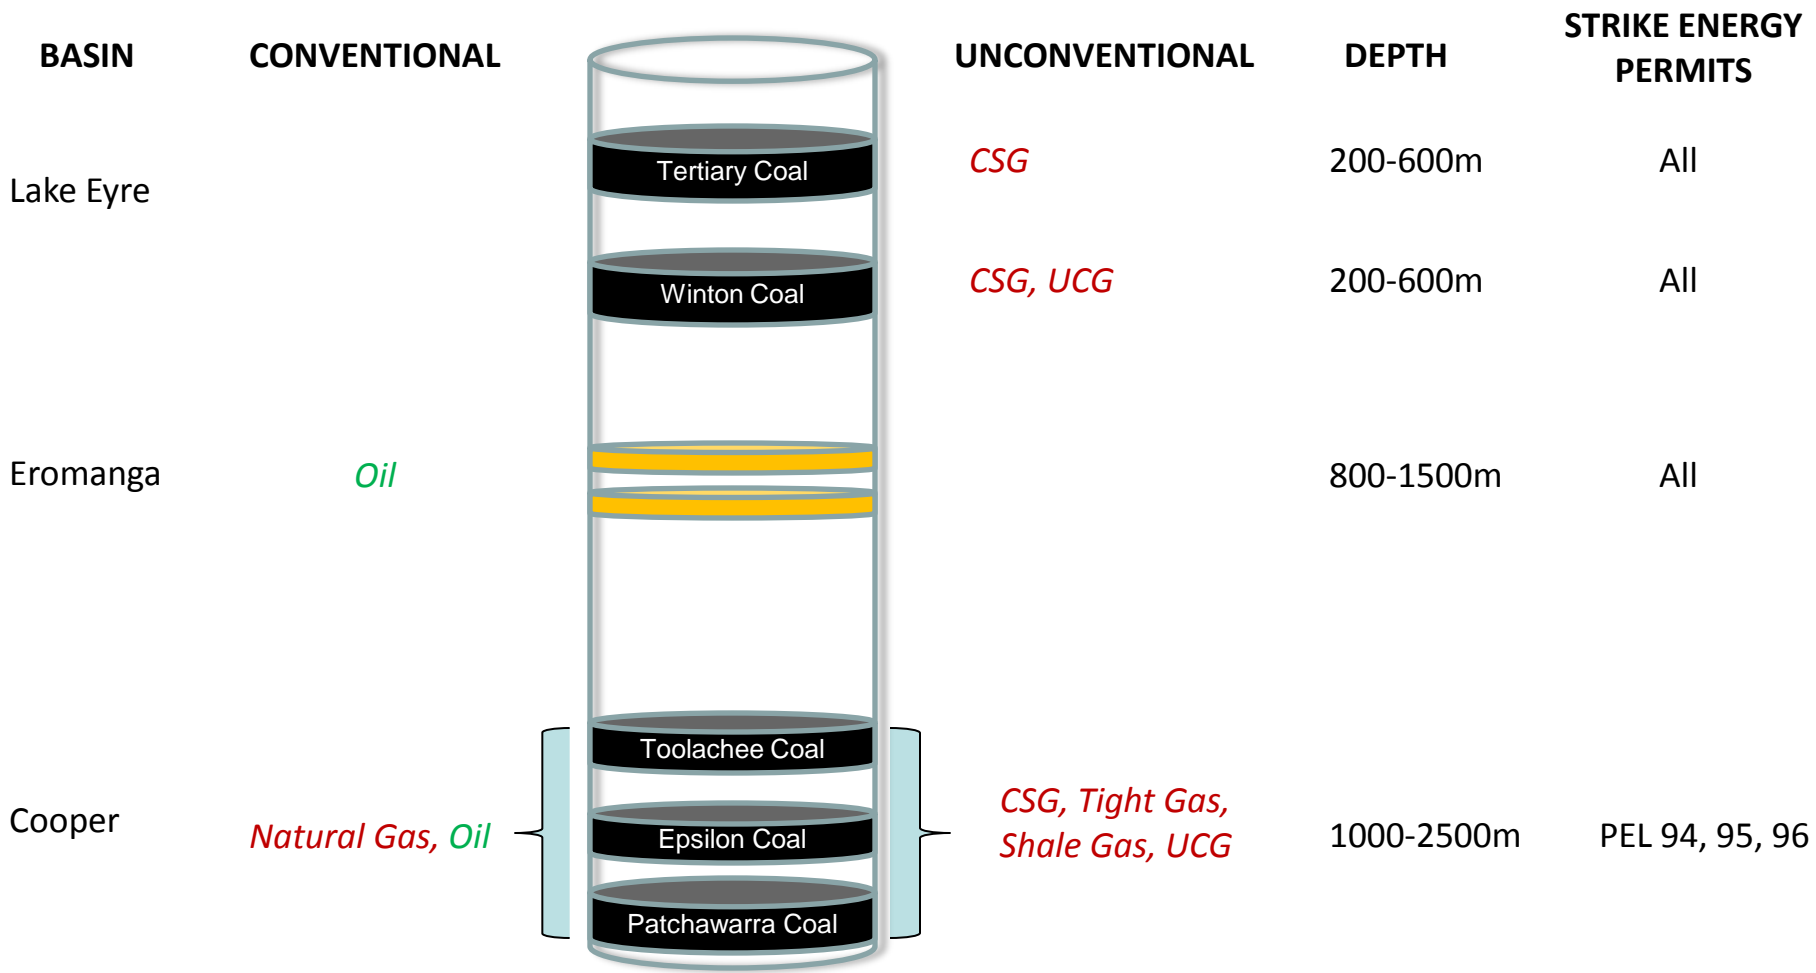 BASIN
CONVENTIONAL
UNCONVENTIONAL
DEPTH
STRIKE ENERGY
PERMITS
Lake Eyre
Tertiary Coal
CSG
200-600m
All
Winton Coal
CSG, UCG
200-600m
All
Eromanga
Oil
800-1500m
All
Cooper
Natural Gas, Oil
Toolachee Coal
Epsilon Coal
Patchawarra Coal
CSG, Tight Gas,
Shale Gas, UCG
1000-2500m
PEL 94, 95, 96